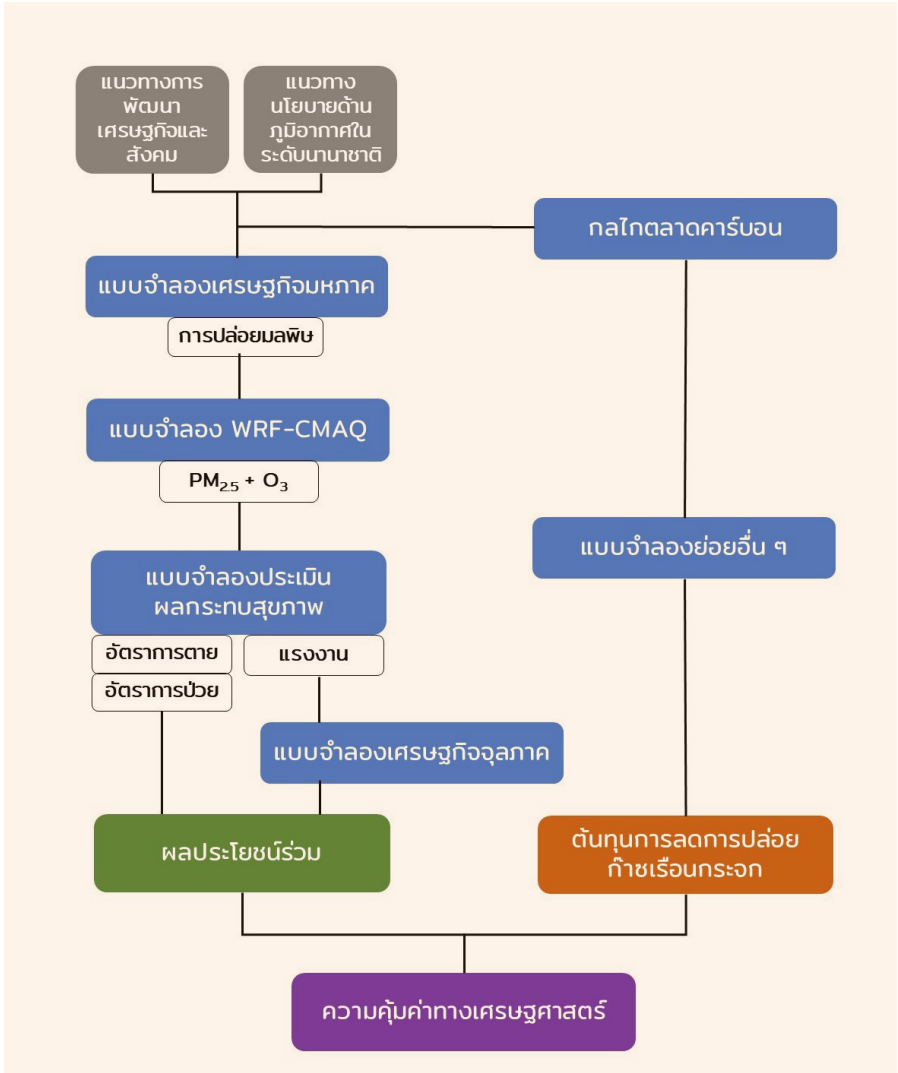 แนวทางการ
พัฒนา
เศรษฐกิจและ
สังคม
แนวทาง
นโยบายด้าน
ภูมิอากาศใน
ระดับนานาชาติ
กลไกตลาดคาร์บอน
แบบจำลองเศรษฐกิจมหภาค
การปล่อยมลพิษ
แบบจำลอง WRF-CMAQ
PM2.5 + O3
แบบจำลองย่อยอื่น ๆ
แบบจำลองประเมิน
ผลกระทบสุขภาพ
อัตราการตาย
แรงงาน
อัตราการป่วย
แบบจำลองเศรษฐกิจจุลภาค
ผลประโยชน์ร่วม
ต้นทุนการลดการปล่อย
ก๊าซเรือนกระจก
ความคุ้มค่าทางเศรษฐศาสตร์